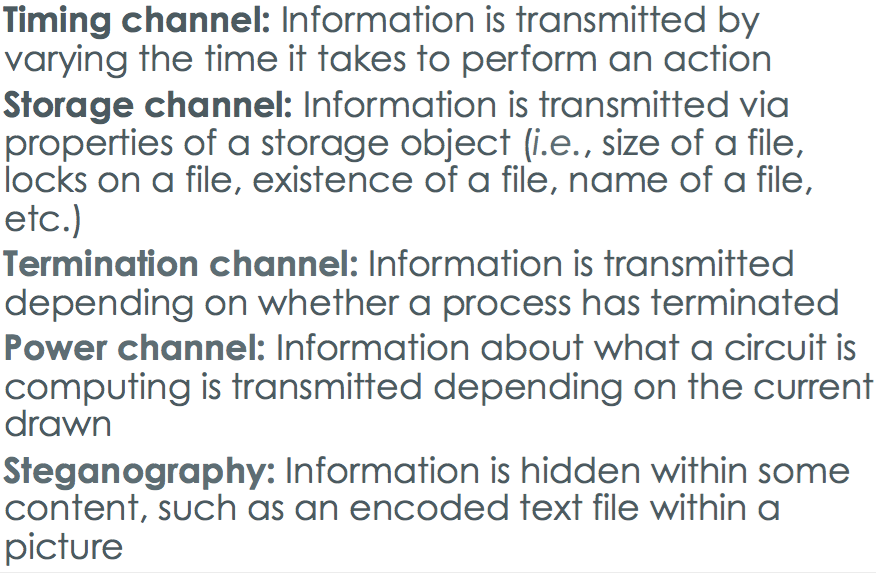 Timing channel: Information is transmitted by
varying the time it takes to perform an action
Storage channel: Information is transmitted via
properties of a storage object (i.e., size of a file,
locks on a file, existence of a file, name of a file,
etc.)
Termination channel: Information is transmitted
depending on whether a process has terminated
Power channel: Information about what a circuit is
computing is transmitted depending on the current
drawn
Steganography: Information is hidden within some
content, such as an encoded text file within a
picture